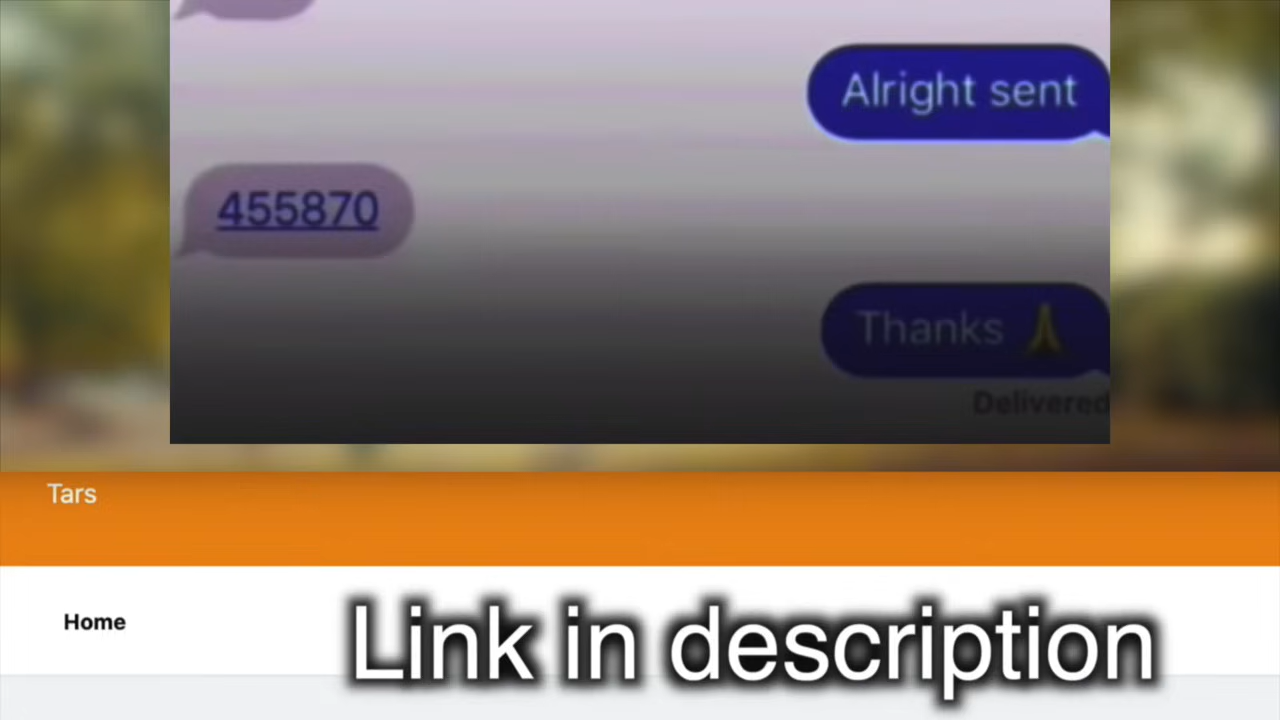 Alright sent
455870
Thanks 🙏
Delivered
Tars
Home
Link in description